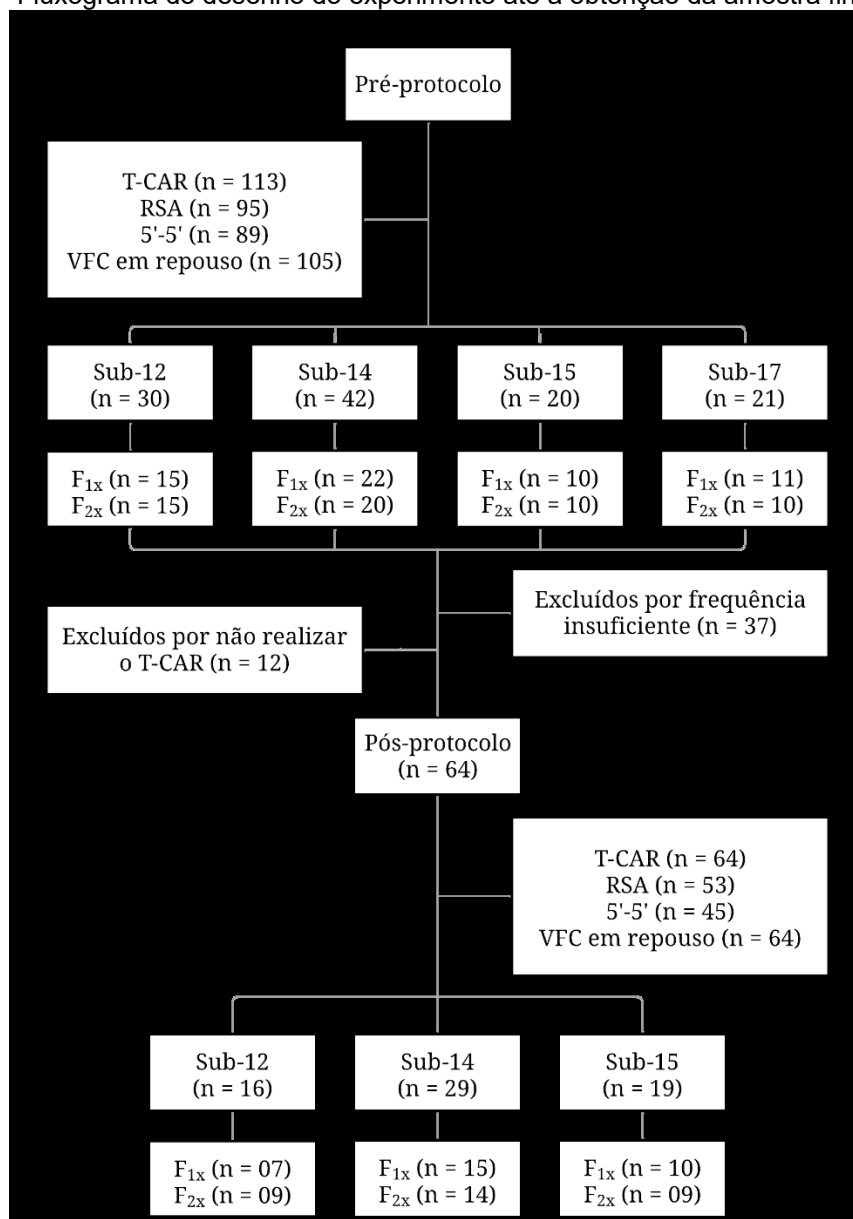 Fluxograma do desenho do experimento até a obtenção da amostra fin
Pré-protocolo
T-CAR (n = 113)
RSA (n = 95)
5'-5' (n = 89)
VFC em repouso (n = 105)
Sub-12
(n = 30)
Sub-14
(n = 42)
Sub-15
(n = 20)
Sub-17
(n = 21)
F1x (n = 15)
F2x (n = 15)
F1x (n = 22)
F2x (n = 20)
F1x (n = 10)
F2x (n = 10)
F1x (n = 11)
F2x (n = 10)
Excluídos por frequência
insuficiente (n = 37)
Excluídos por não realizar
o T-CAR (n = 12)
Pós-protocolo
(n = 64)
T-CAR (n = 64)
RSA (n = 53)
5'-5' (n = 45)
VFC em repouso (n = 64)
Sub-12
(n = 16)
Sub-14
(n = 29)
Sub-15
(n = 19)
F1x (n = 07)
F2x (n = 09)
F1x (n = 15)
F2x (n = 14)
F1x (n = 10)
F2x (n = 09)